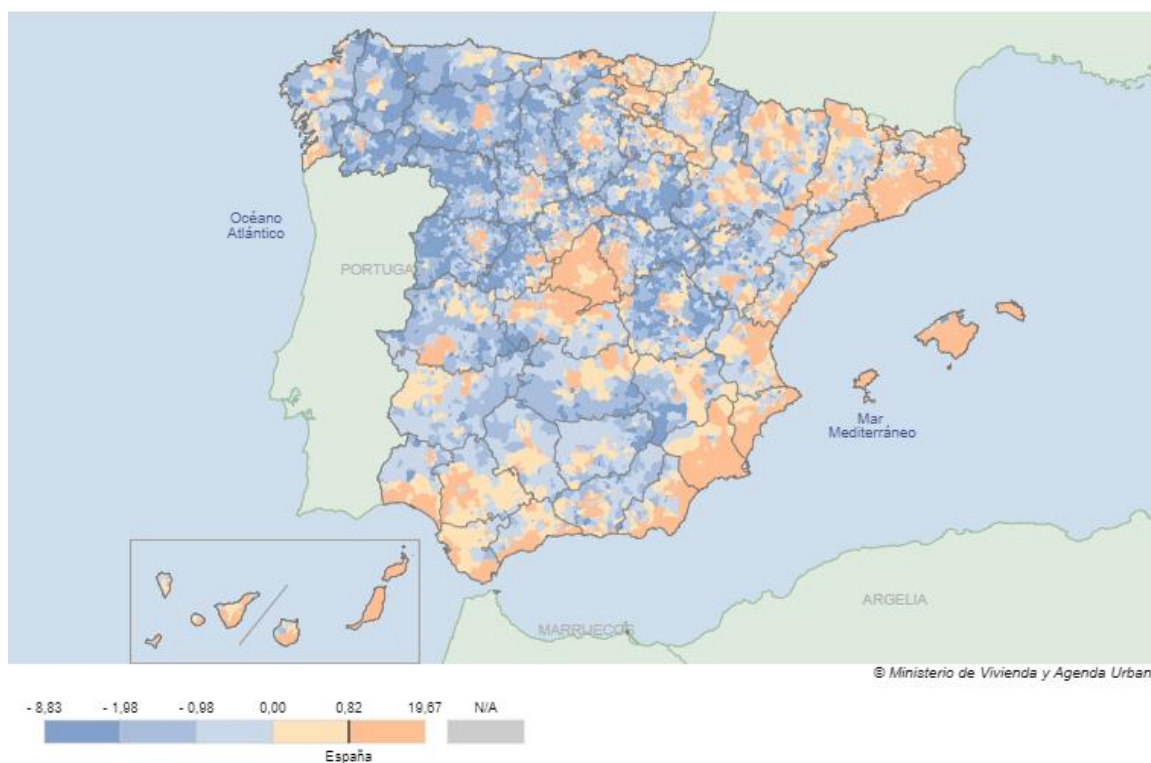 Océano
Atlántico
PORTUGAL
Mar
Mediterráneo
ARGELIA
MARRUECOS
© Ministerio de Vivienda y Agenda Urban
- 8,83 - 1,98 - 0,98 0,00 0,82 19,67 N/A
España